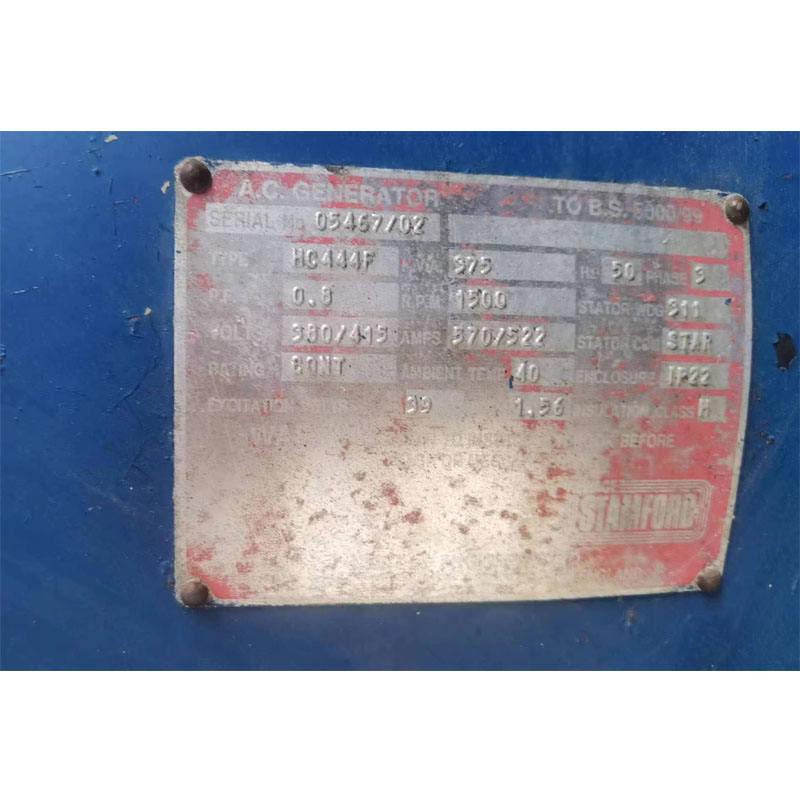 A.C. GENERATOR TO B.S. 5000/99
SERIAL No 05467/02
TYPE HC444F K.V.A. 375 Hz 50 PHASE 3
P.F. 0.8 R.P.M. 1500 STATOR WDG 311
VOLTS 380/415 AMPS 570/522 STATOR CON STAR
RATING CONT AMBIENT TEMP 40 ENCLOSURE IP22
EXCITATION 39 1.56 INSULATION CLASS H
BEFORE
STAMFORD